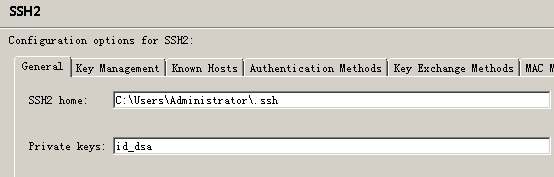 SSH2
Configuration options for SSH2:
General Key Management Known Hosts Authentication Methods Key Exchange Methods MAC M
SSH2 home: C:\Users\Administrator\.ssh
Private keys: id_dsa